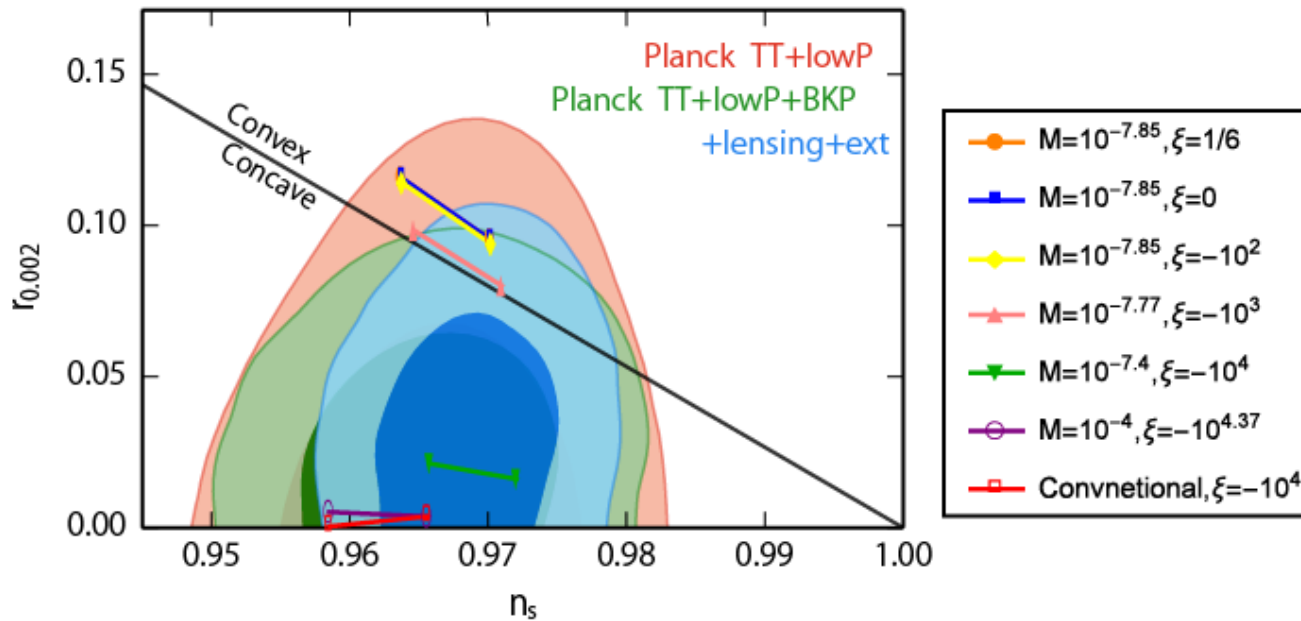 Planck TT+lowP
Planck TT+lowP+BKP
+lensing+ext
Convex
Concave
0.15
0.10
0.05
0.00
r0.002
0.95
0.96
0.97
0.98
0.99
1.00
ns
M=10^-7.85,ξ=1/6
M=10^-7.85,ξ=0
M=10^-7.85,ξ=-10^2
M=10^-7.77,ξ=-10^3
M=10^-7.4,ξ=-10^4
M=10^-4,ξ=-10^4.37
Convnetional,ξ=-10^4